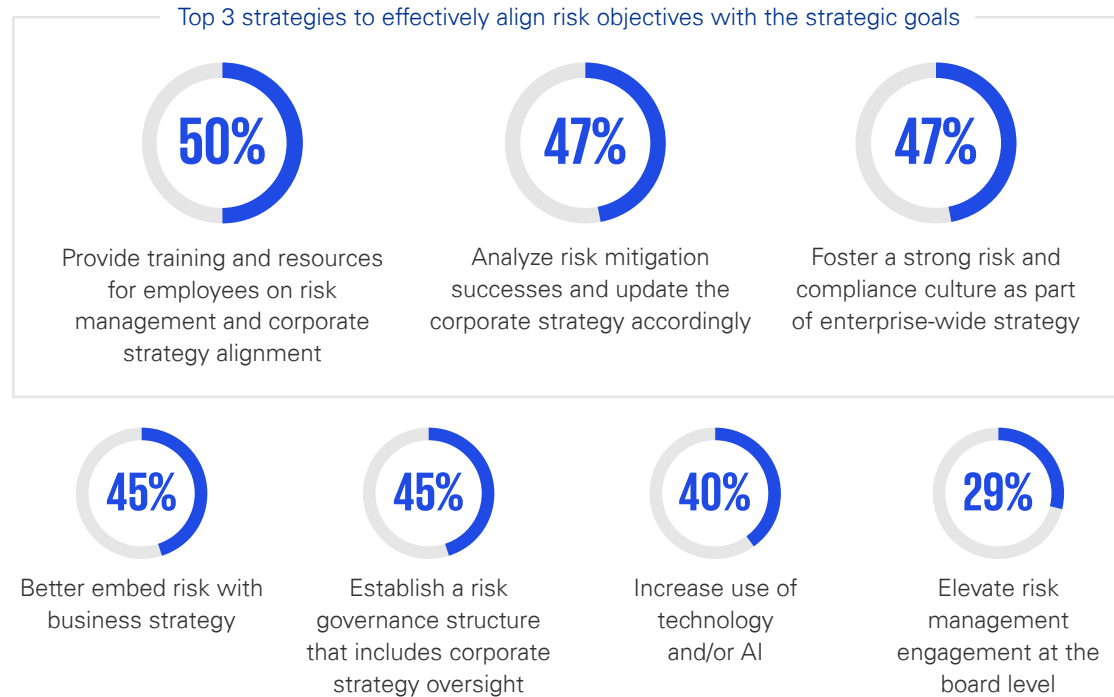 Top 3 strategies to effectively align risk objectives with the strategic goals
50%
Provide training and resources
for employees on risk
management and corporate
strategy alignment
47%
Analyze risk mitigation
successes and update the
corporate strategy accordingly
47%
Foster a strong risk and
compliance culture as part
of enterprise-wide strategy
45%
Better embed risk with
business strategy
45%
Establish a risk
governance structure
that includes corporate
strategy oversight
40%
Increase use of
technology
and/or AI
29%
Elevate risk
management
engagement at the
board level